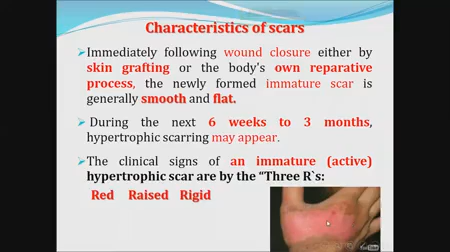 Characteristics of scars
➢Immediately following wound closure either by
skin grafting or the body's own reparative
process, the newly formed immature scar is
generally smooth and flat.
➢ During the next 6 weeks to 3 months,
hypertrophic scarring may appear.
➢The clinical signs of an immature (active)
hypertrophic scar are by the “Three R`s:
Red Raised Rigid